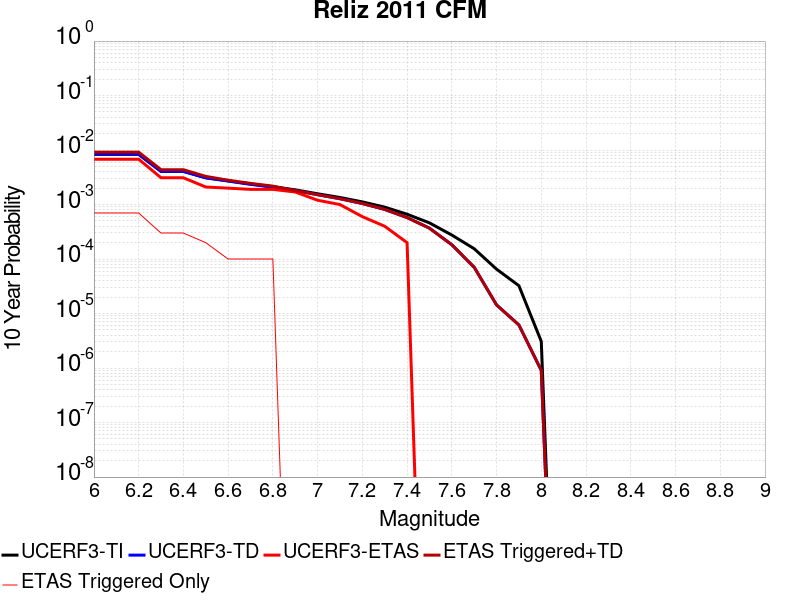 Reliz 2011 CFM
10^0
10^-1
10^-2
10^-3
10^-4
10^-5
10^-6
10^-7
10^-8
10 Year Probability
6 6.2 6.4 6.6 6.8 7 7.2 7.4 7.6 7.8 8 8.2 8.4 8.6 8.8 9
Magnitude
UCERF3-TI UCERF3-TD UCERF3-ETAS ETAS Triggered+TD
ETAS Triggered Only